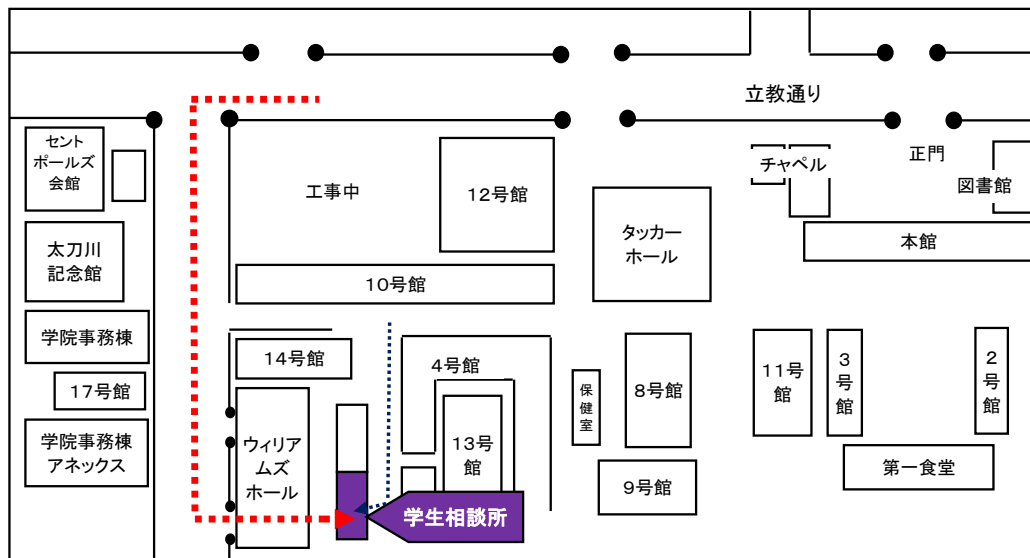 立教通り
セント
ポールズ
会館
工事中
12号館
チャペル
正門
図書館
太刀川
記念館
タッカー
ホール
本館
10号館
学院事務棟
14号館
4号館
17号館
保
健
室
8号館
11号
館
3
号
館
2
号
館
学院事務棟
アネックス
ウィリ
アムズ
ホール
13号
館
9号館
第一食堂
学生相談所